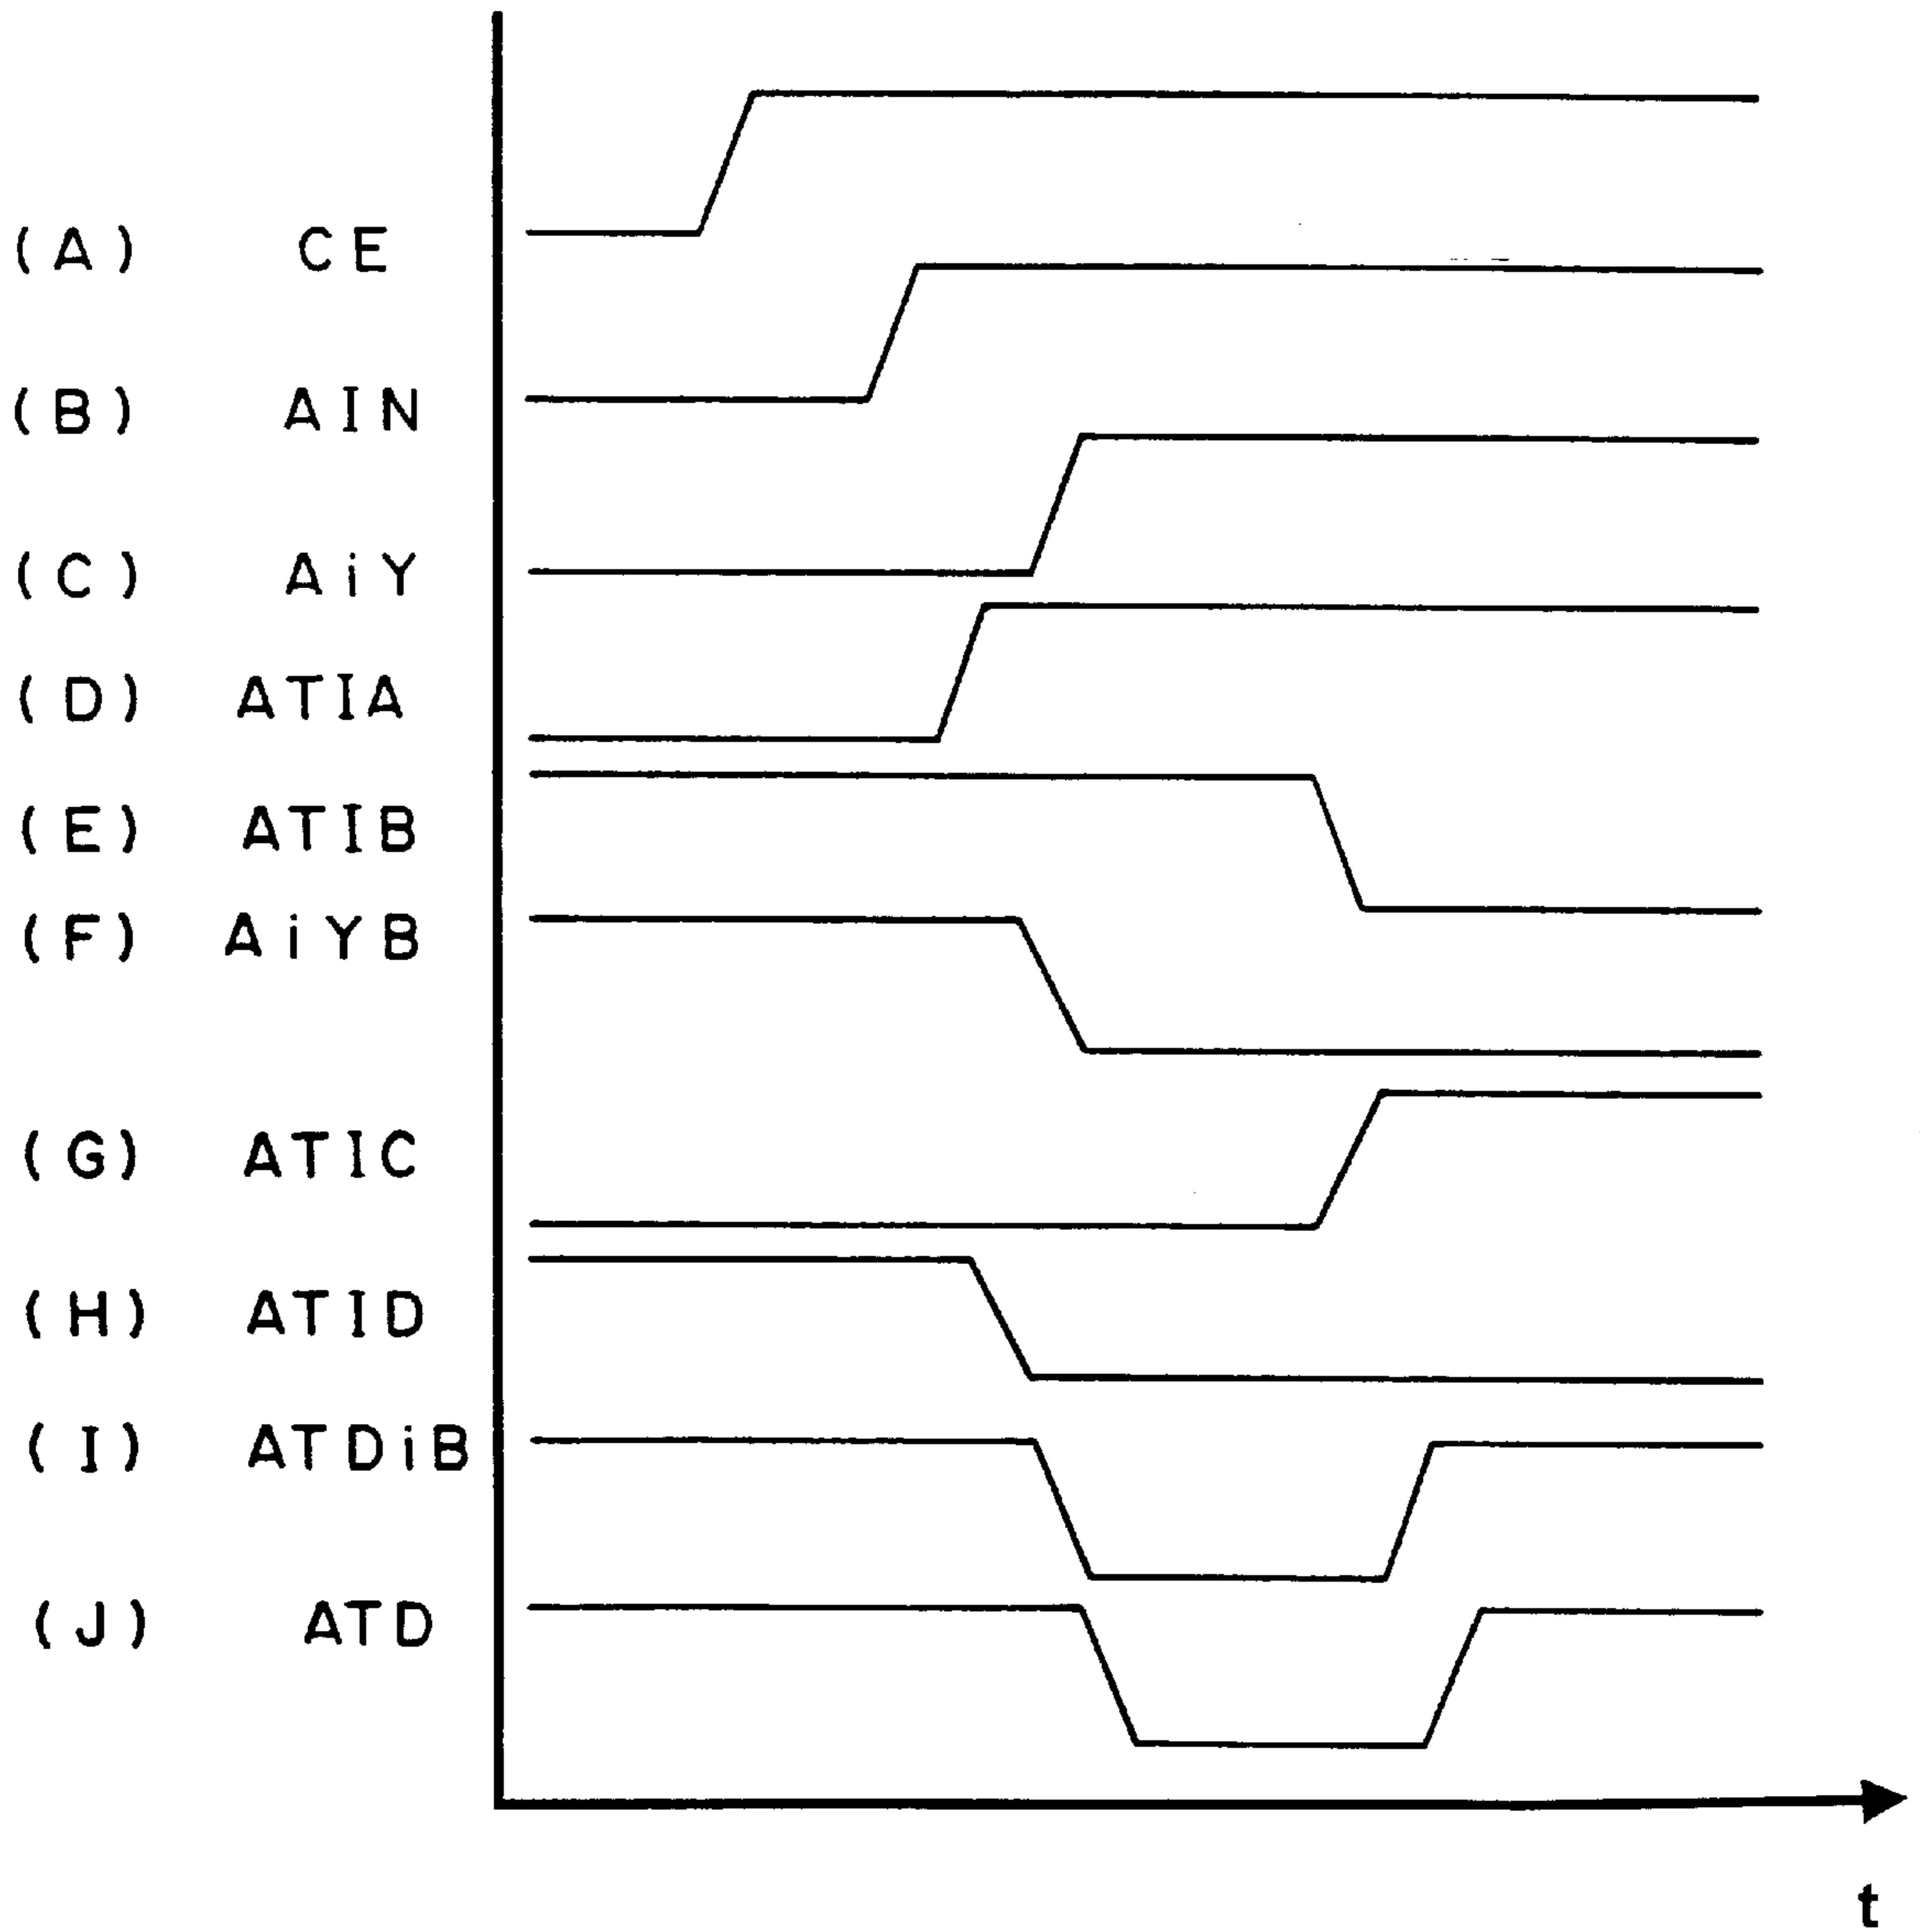 (A) CE
(B) AIN
(C) AiY
(D) ATIA
(E) ATIB
(F) AiYB
(G) ATIC
(H) ATID
(I) ATDiB
(J) ATD
t